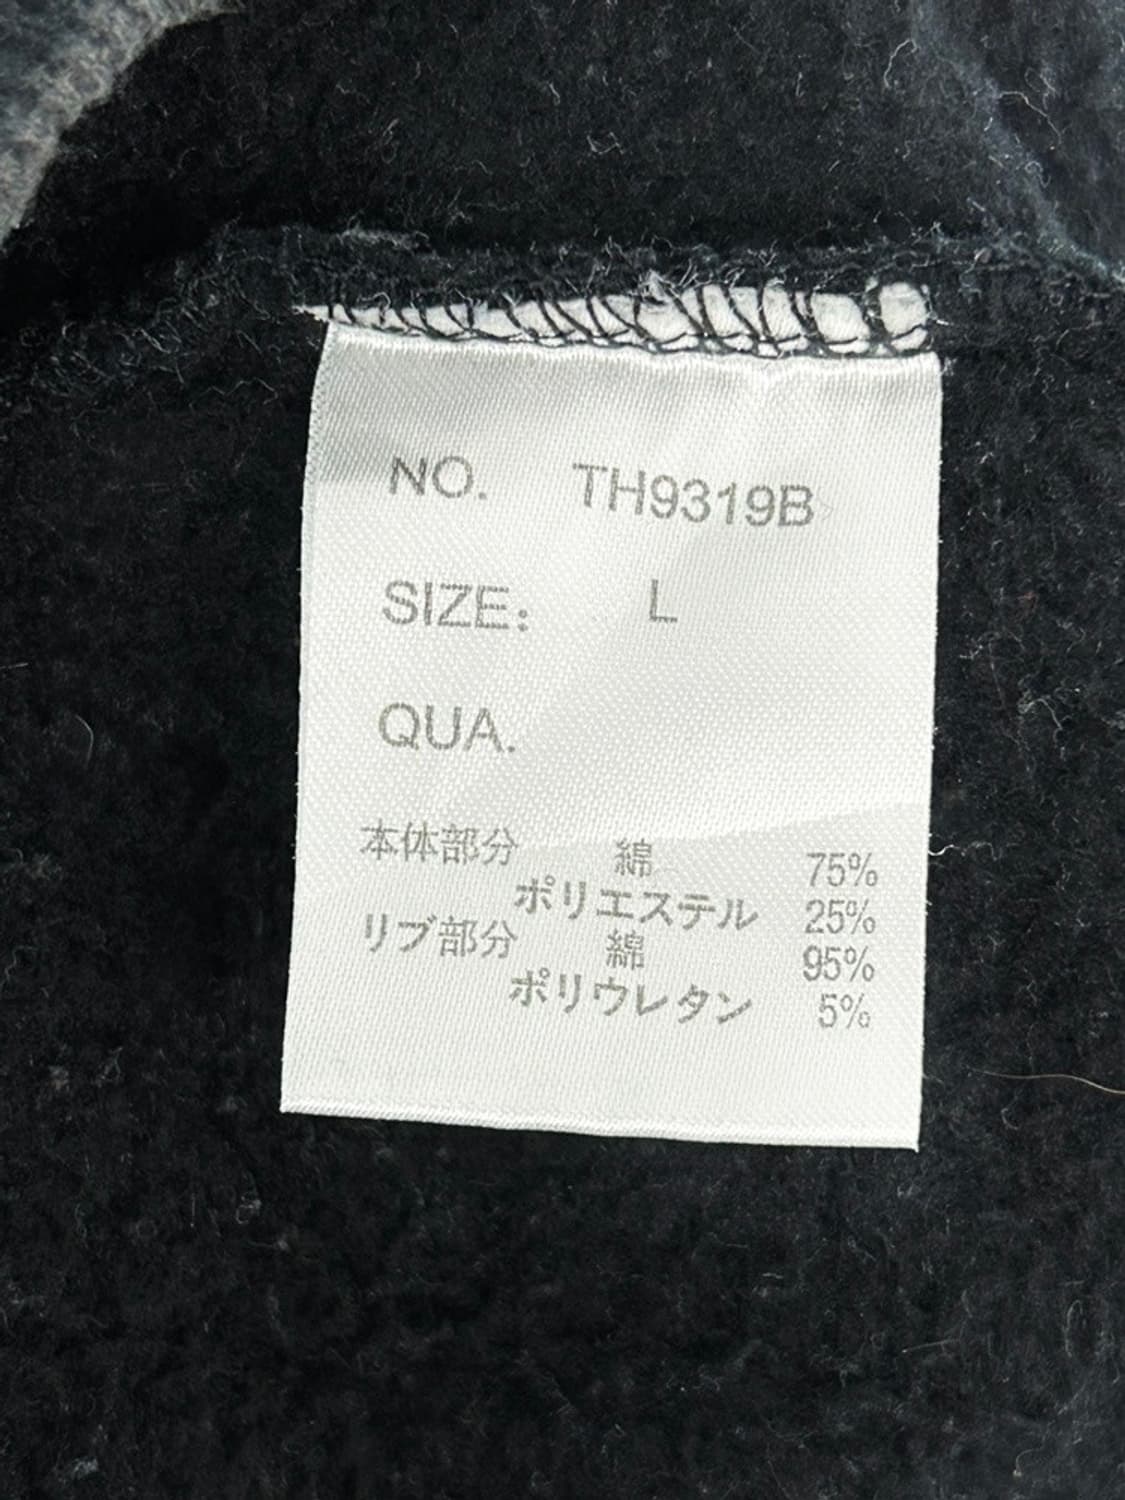 NO. TH9319B
SIZE: L
QUA.
本体部分 綿 75%
ポリエステル 25%
リブ部分 綿 95%
ポリウレタン 5%